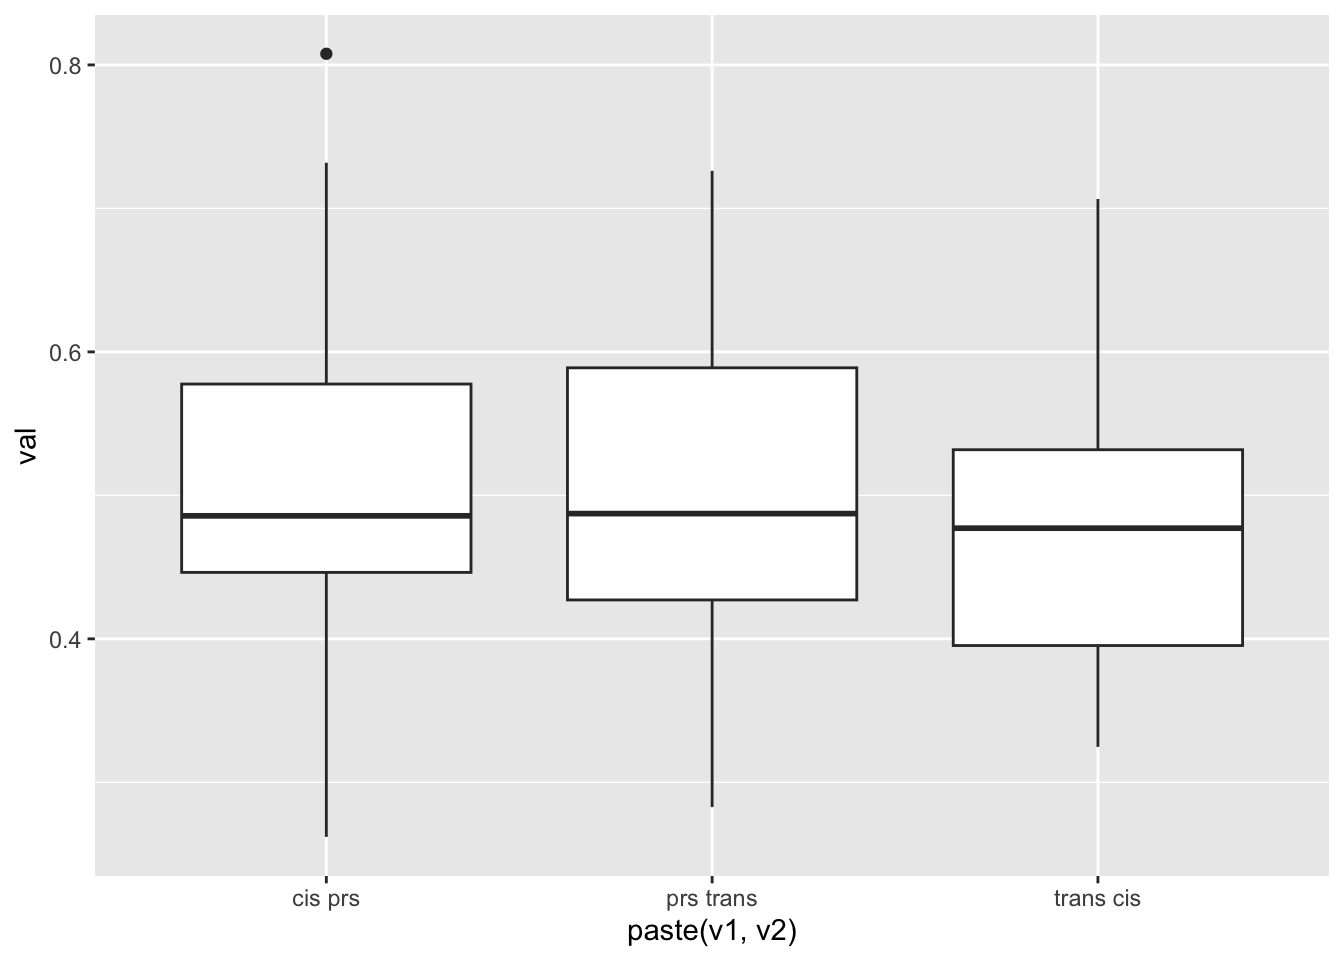 0.8
0.6
0.4
val
cis prs
prs trans
trans cis
paste(v1, v2)